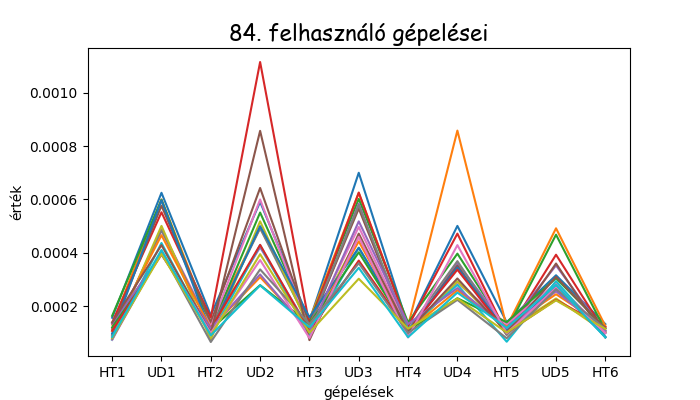 84. felhasználó gépelései
érték
0.0010
0.0008
0.0006
0.0004
0.0002
HT1 UD1 HT2 UD2 HT3 UD3 HT4 UD4 HT5 UD5 HT6
gépelések